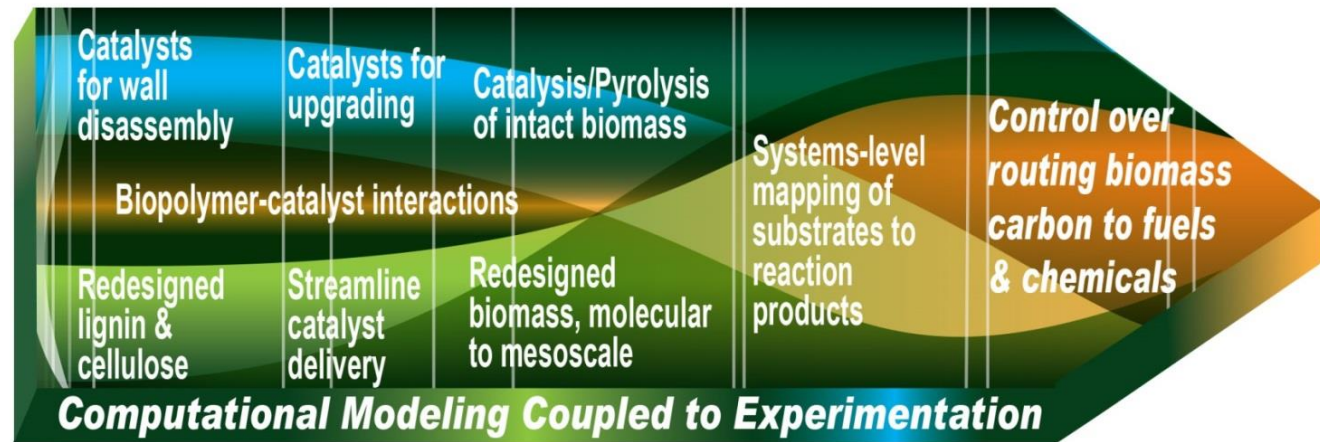 Catalysts
for wall
disassembly
Catalysts for
upgrading
Catalysis/Pyrolysis
of intact biomass
Biopolymer-catalyst interactions
Redesigned
lignin &
cellulose
Streamline
catalyst
delivery
Redesigned
biomass, molecular
to mesoscale
Systems-level
mapping of
substrates to
reaction
products
Control over
routing biomass
carbon to fuels
& chemicals
Computational Modeling Coupled to Experimentation